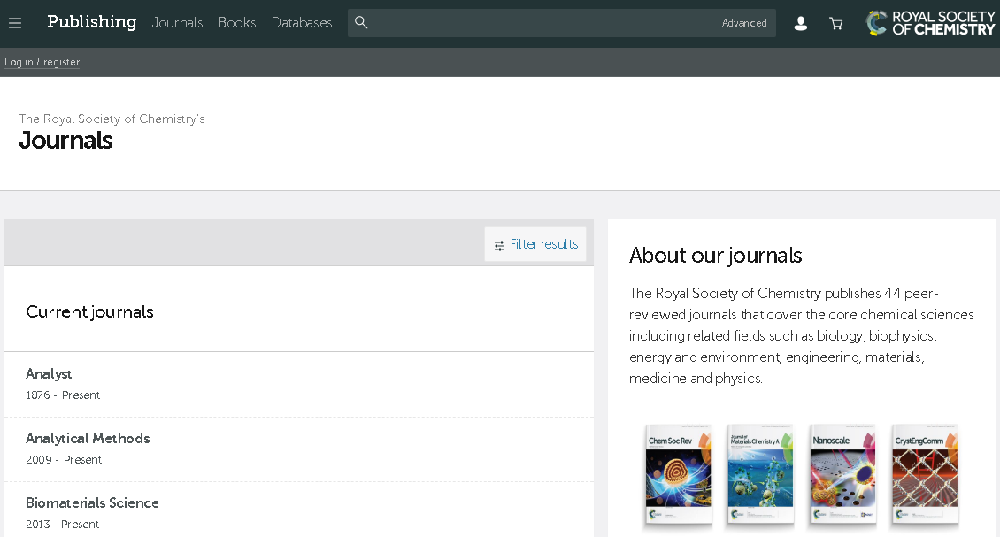 Publishing Journals Books Databases Advanced ROYAL SOCIETY
OF CHEMISTRY
Log in / register
The Royal Society of Chemistry's
Journals
Filter results
Current journals
Analyst
1876 - Present
Analytical Methods
2009 - Present
Biomaterials Science
2013 - Present
About our journals
The Royal Society of Chemistry publishes 44 peer-
reviewed journals that cover the core chemical sciences
including related fields such as biology, biophysics,
energy and environment, engineering, materials,
medicine and physics.
Chem Soc Rev
Journal of
Materials Chemistry A
Nanoscale
CrystEngComm